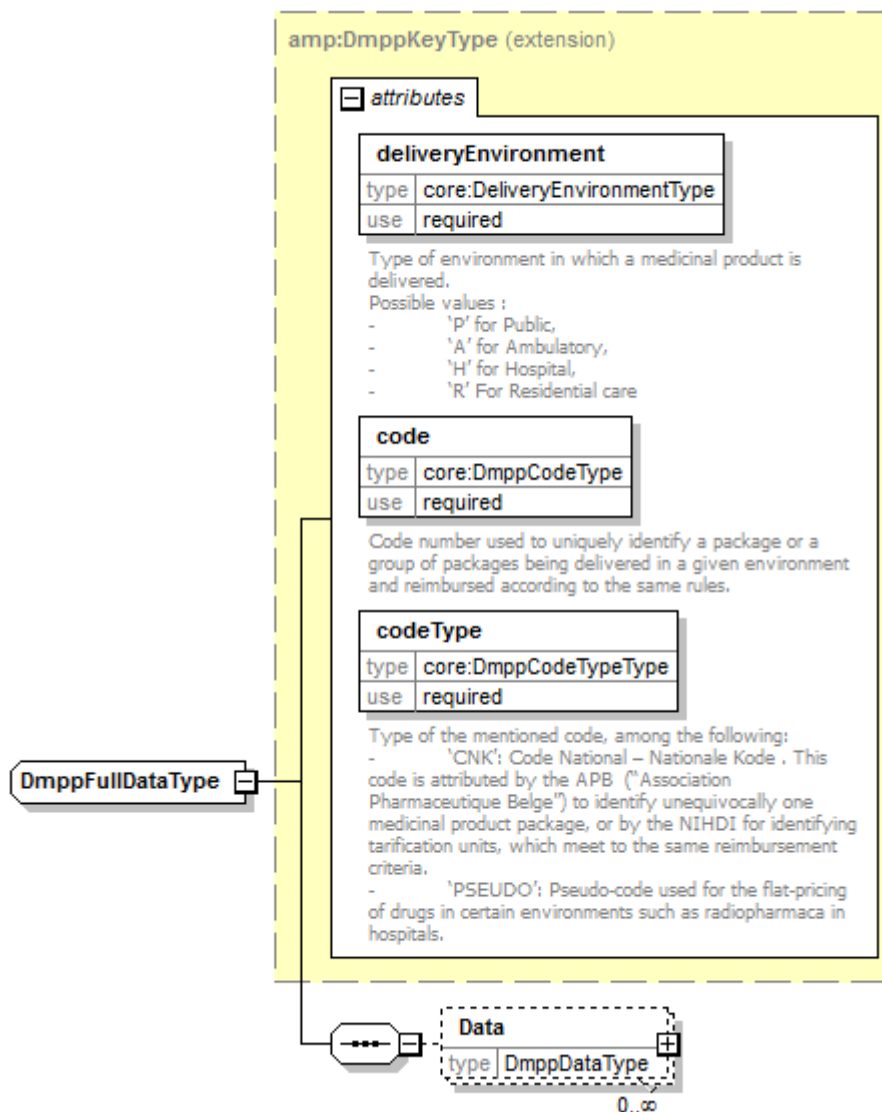 amp:DmppKeyType (extension)
attributes
deliveryEnvironment
type core:DeliveryEnvironmentType
use required
Type of environment in which a medicinal product is
delivered.
Possible values :
- ‘P’ for Public,
- ‘A’ for Ambulatory,
- ‘H’ for Hospital,
- ‘R’ For Residential care
code
type core:DmppCodeType
use required
Code number used to uniquely identify a package or a
group of packages being delivered in a given environment
and reimbursed according to the same rules.
codeType
type core:DmppCodeTypeType
use required
Type of the mentioned code, among the following:
- ‘CNK’: Code National – Nationale Kode . This
code is attributed by the APB (“Association
Pharmaceutique Belge”) to identify unequivocally one
medicinal product package, or by the NIHDI for identifying
tarification units, which meet to the same reimbursement
criteria.
- ‘PSEUDO’: Pseudo-code used for the flat-pricing
of drugs in certain environments such as radiopharmaca in
hospitals.
DmppFullDataType
Data
type DmppDataType
0..∞